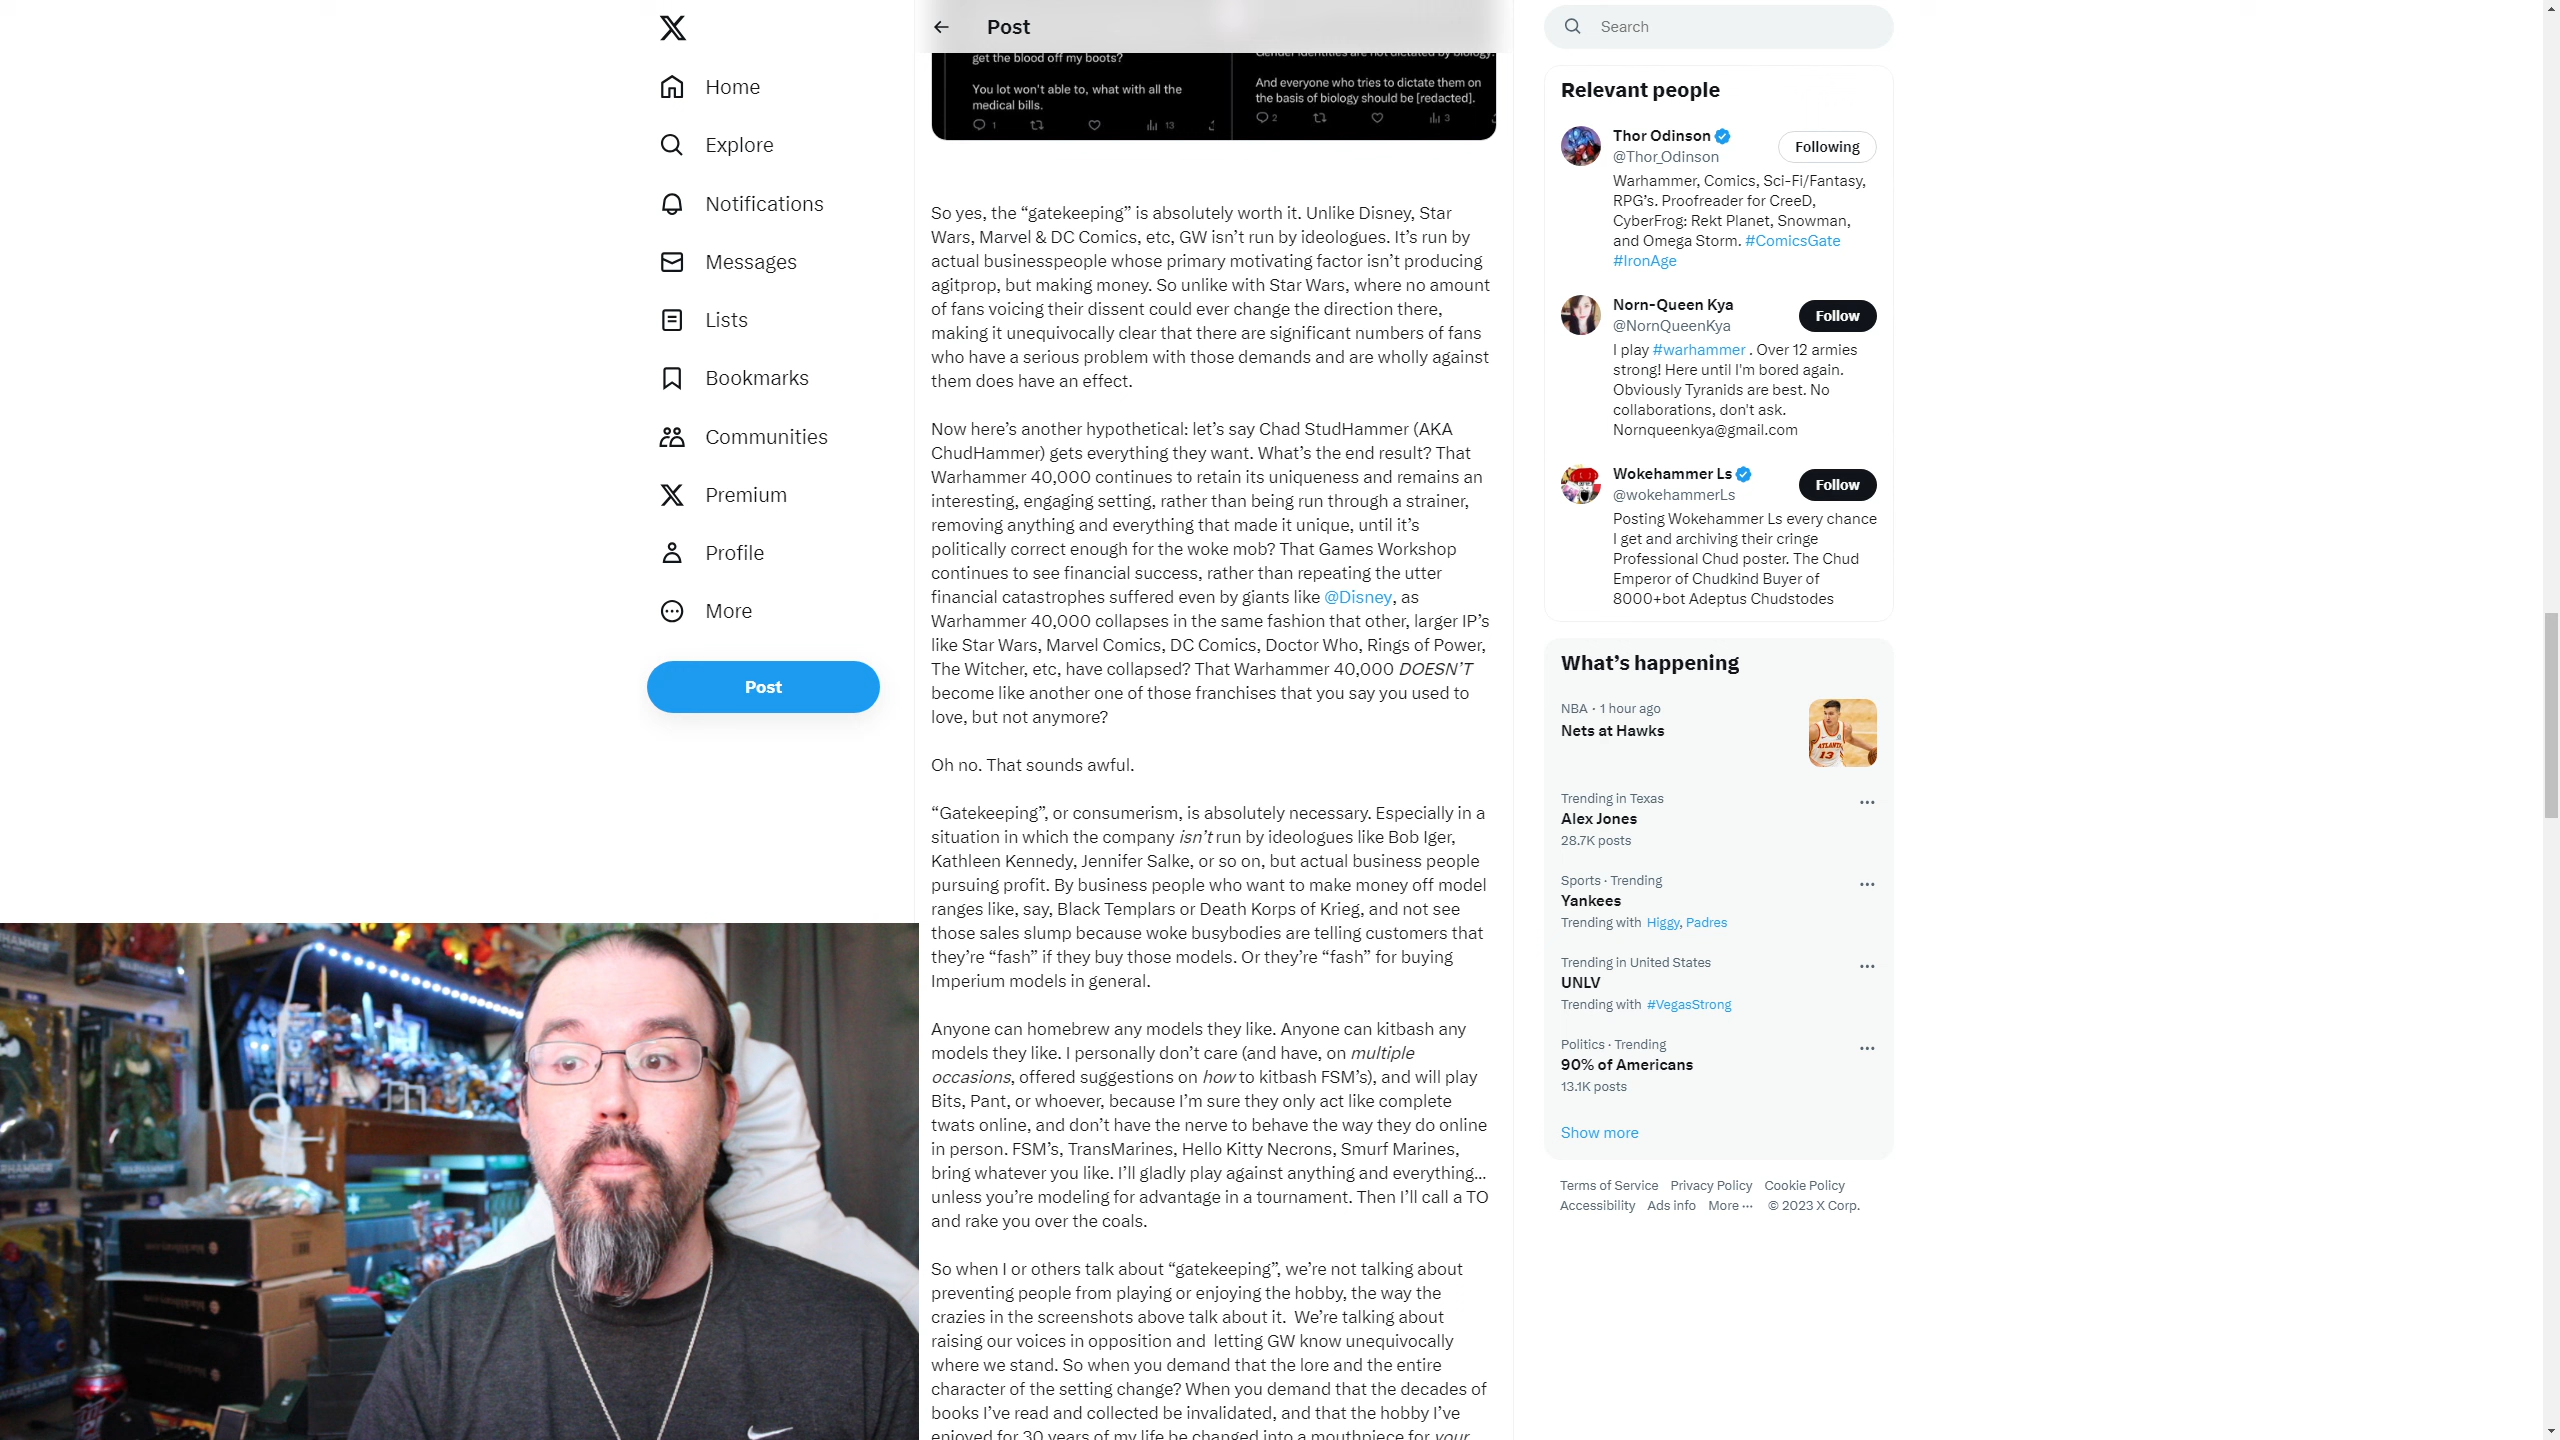 Home
Explore
Notifications
Messages
Lists
Bookmarks
Communities
Premium
Profile
More
Post
Post
get the blood off my boots?
You lot won't able to, what with all the
medical bills.
1
13
Gender identities are not dictated by biology.
And everyone who tries to dictate them on
the basis of biology should be [redacted].
2
3
So yes, the “gatekeeping” is absolutely worth it. Unlike Disney, Star
Wars, Marvel & DC Comics, etc, GW isn’t run by ideologues. It’s run by
actual businesspeople whose primary motivating factor isn’t producing
agitprop, but making money. So unlike with Star Wars, where no amount
of fans voicing their dissent could ever change the direction there,
making it unequivocally clear that there are significant numbers of fans
who have a serious problem with those demands and are wholly against
them does have an effect.
Now here’s another hypothetical: let’s say Chad StudHammer (AKA
ChudHammer) gets everything they want. What’s the end result? That
Warhammer 40,000 continues to retain its uniqueness and remains an
interesting, engaging setting, rather than being run through a strainer,
removing anything and everything that made it unique, until it’s
politically correct enough for the woke mob? That Games Workshop
continues to see financial success, rather than repeating the utter
financial catastrophes suffered even by giants like @Disney, as
Warhammer 40,000 collapses in the same fashion that other, larger IP’s
like Star Wars, Marvel Comics, DC Comics, Doctor Who, Rings of Power,
The Witcher, etc, have collapsed? That Warhammer 40,000 DOESN’T
become like another one of those franchises that you say you used to
love, but not anymore?
Oh no. That sounds awful.
“Gatekeeping”, or consumerism, is absolutely necessary. Especially in a
situation in which the company isn’t run by ideologues like Bob Iger,
Kathleen Kennedy, Jennifer Salke, or so on, but actual business people
pursuing profit. By business people who want to make money off model
ranges like, say, Black Templars or Death Korps of Krieg, and not see
those sales slump because woke busybodies are telling customers that
they’re “fash” if they buy those models. Or they’re “fash” for buying
Imperium models in general.
Anyone can homebrew any models they like. Anyone can kitbash any
models they like. I personally don’t care (and have, on multiple
occasions, offered suggestions on how to kitbash FSM’s), and will play
Bits, Pant, or whoever, because I’m sure they only act like complete
twats online, and don’t have the nerve to behave the way they do online
in person. FSM’s, TransMarines, Hello Kitty Necrons, Smurf Marines,
bring whatever you like. I’ll gladly play against anything and everything...
unless you’re modeling for advantage in a tournament. Then I’ll call a TO
and rake you over the coals.
So when I or others talk about “gatekeeping”, we’re not talking about
preventing people from playing or enjoying the hobby, the way the
crazies in the screenshots above talk about it.  We’re talking about
raising our voices in opposition and  letting GW know unequivocally
where we stand. So when you demand that the lore and the entire
character of the setting change? When you demand that the decades of
books I’ve read and collected be invalidated, and that the hobby I’ve
enjoyed for 30 years of my life be changed into a mouthpiece for your
Search
Relevant people
Thor Odinson
@Thor_Odinson
Following
Warhammer, Comics, Sci-Fi/Fantasy,
RPG’s. Proofreader for CreeD,
CyberFrog: Rekt Planet, Snowman,
and Omega Storm. #ComicsGate
#IronAge
Norn-Queen Kya
@NornQueenKya
Follow
I play #warhammer . Over 12 armies
strong! Here until I'm bored again.
Obviously Tyranids are best. No
collaborations, don't ask.
Nornqueenkya@gmail.com
Wokehammer Ls
@wokehammerLs
Follow
Posting Wokehammer Ls every chance
I get and archiving their cringe
Professional Chud poster. The Chud
Emperor of Chudkind Buyer of
8000+bot Adeptus Chudstodes
What’s happening
NBA · 1 hour ago
Nets at Hawks
ATLANTA
13
Trending in Texas
Alex Jones
28.7K posts
Sports · Trending
Yankees
Trending with Higgy, Padres
Trending in United States
UNLV
Trending with #VegasStrong
Politics · Trending
90% of Americans
13.1K posts
Show more
Terms of Service Privacy Policy Cookie Policy
Accessibility Ads info More ··· © 2023 X Corp.
WARHAMMER